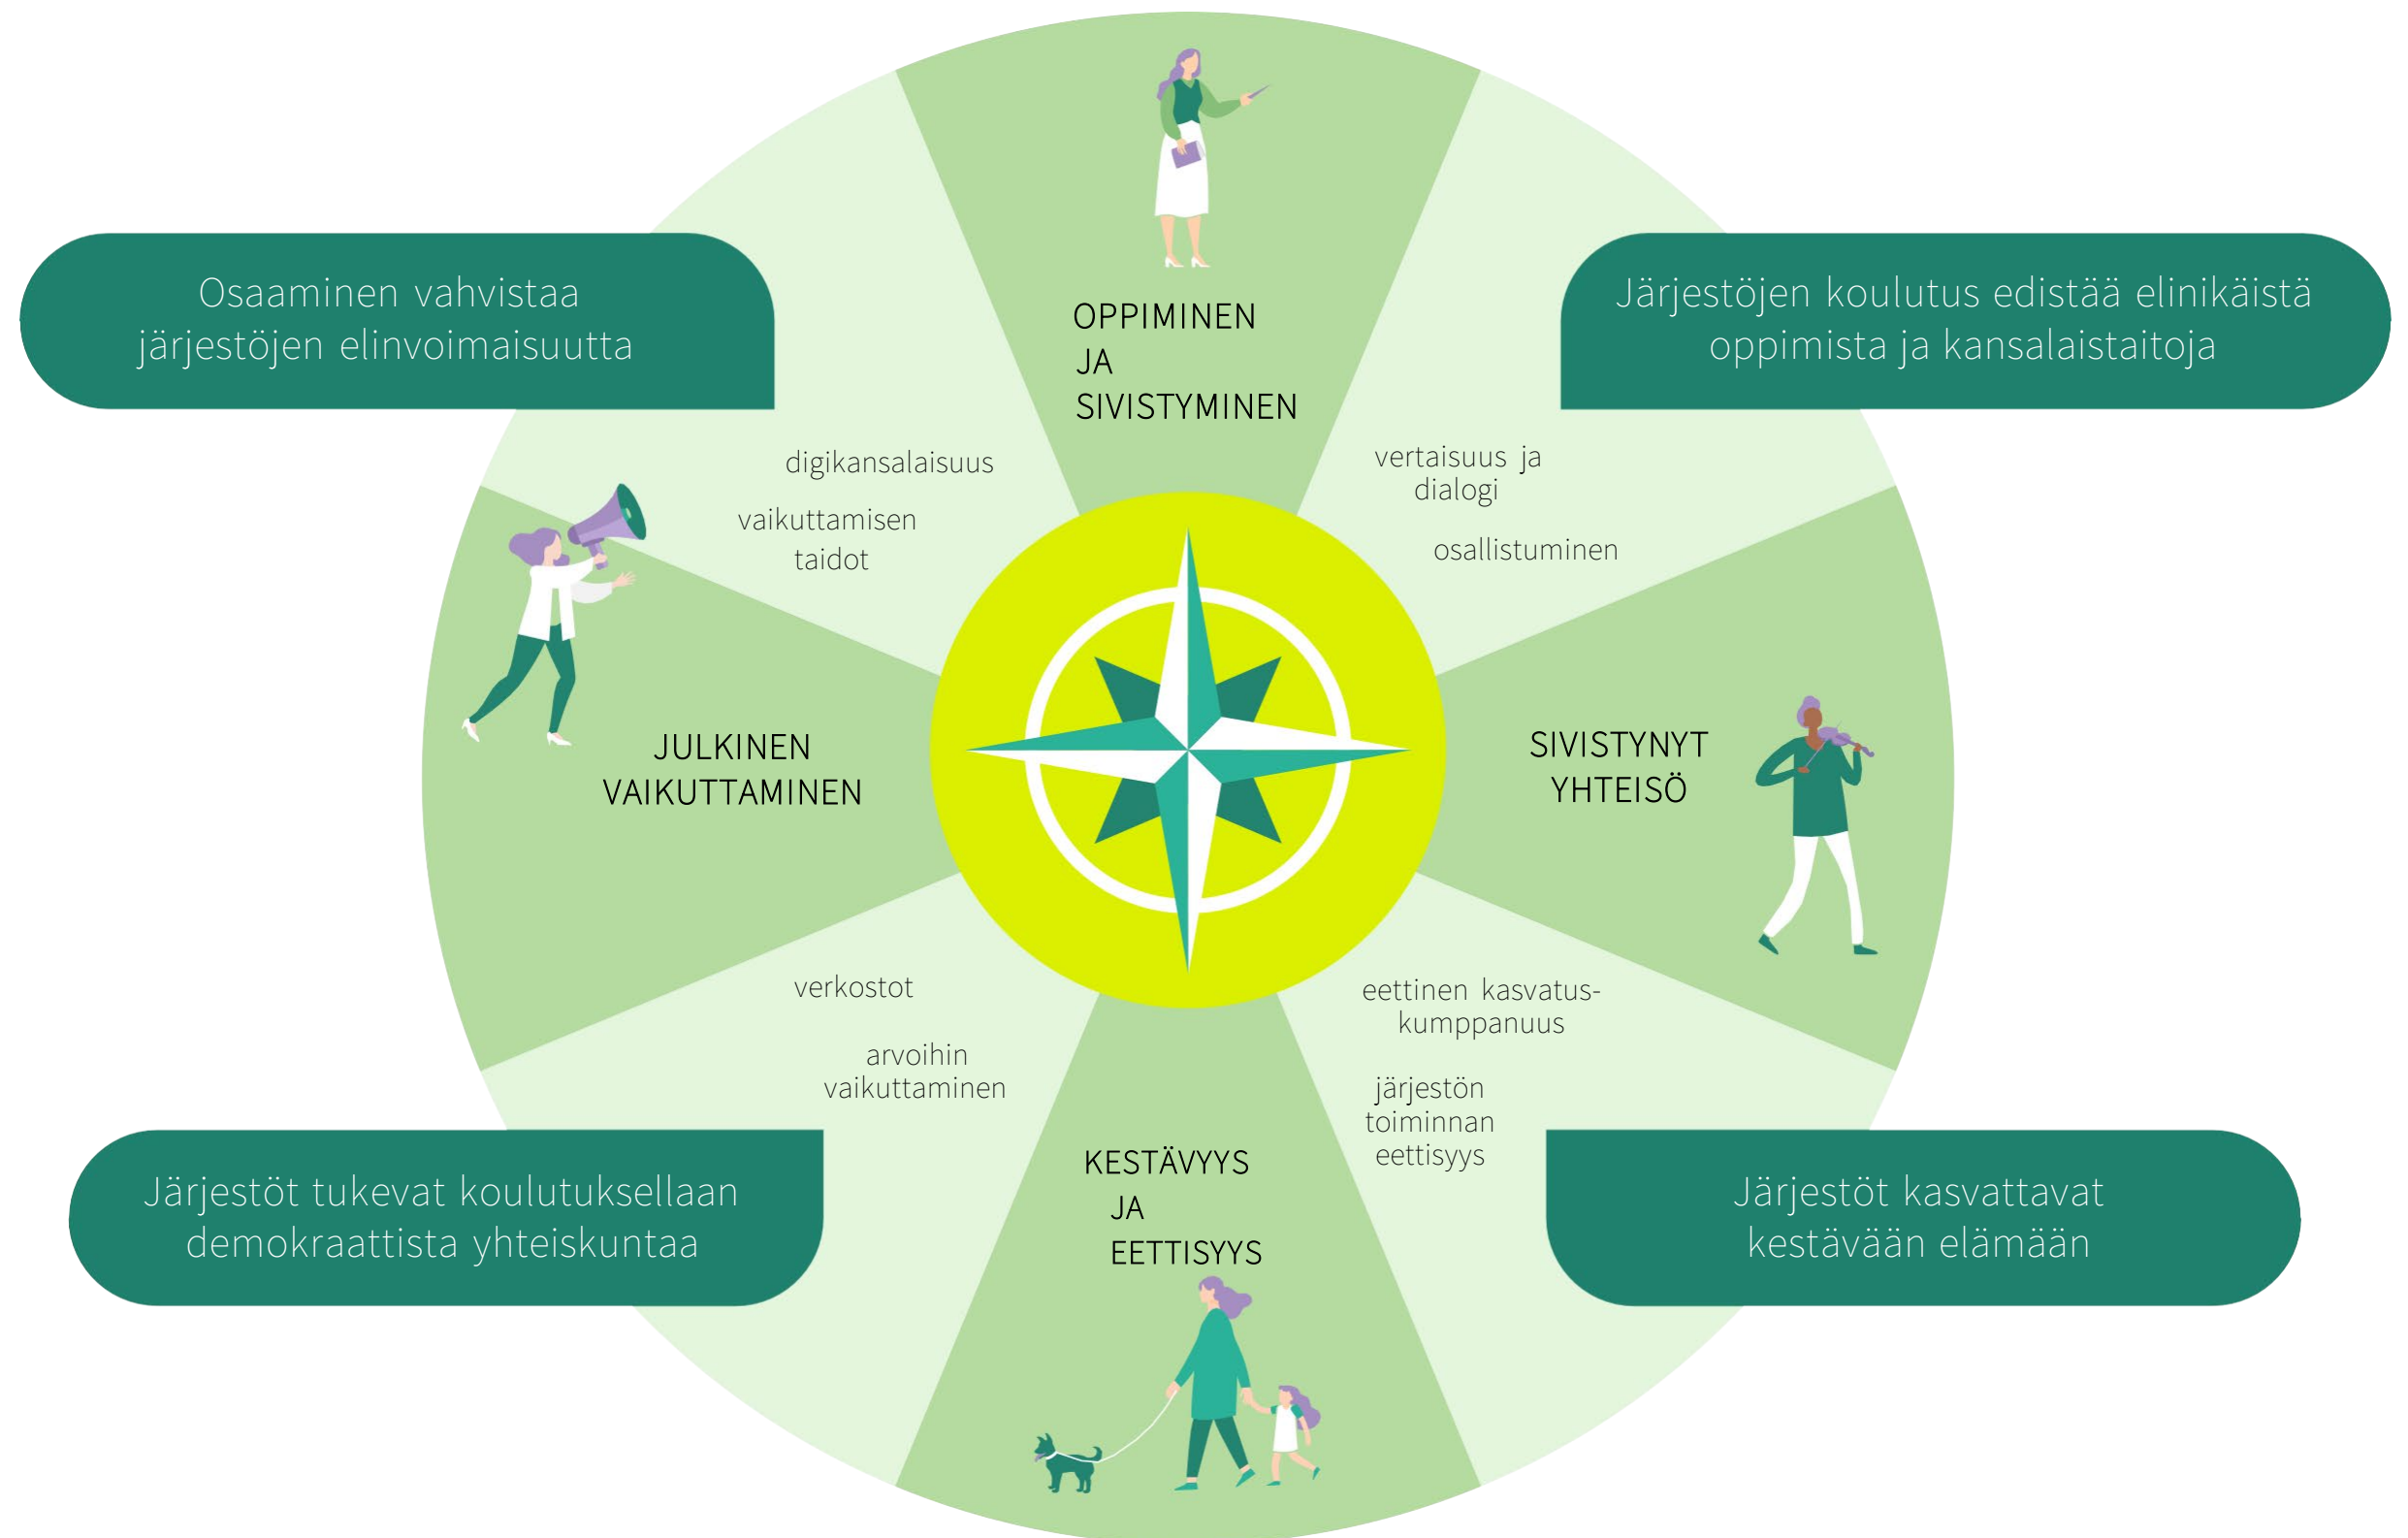 OPPIMINEN
JA
SIVISTYMINEN
Osaaminen vahvistaa
järjestöjen elinvoimaisuutta
Järjestöjen koulutus edistää elinikäistä
oppimista ja kansalaistaitoja
digikansalaisuus
vaikuttamisen
taidot
vertaisuus ja
dialogi
osallistuminen
JULKINEN
VAIKUTTAMINEN
SIVISTYNYT
YHTEISÖ
verkostot
arvoihin
vaikuttaminen
eettinen kasvatus-
kumppanuus
järjestön
toiminnan
eettisyys
KESTÄVYYS
JA
EETTISYYS
Järjestöt tukevat koulutuksellaan
demokraattista yhteiskuntaa
Järjestöt kasvattavat
kestävään elämään